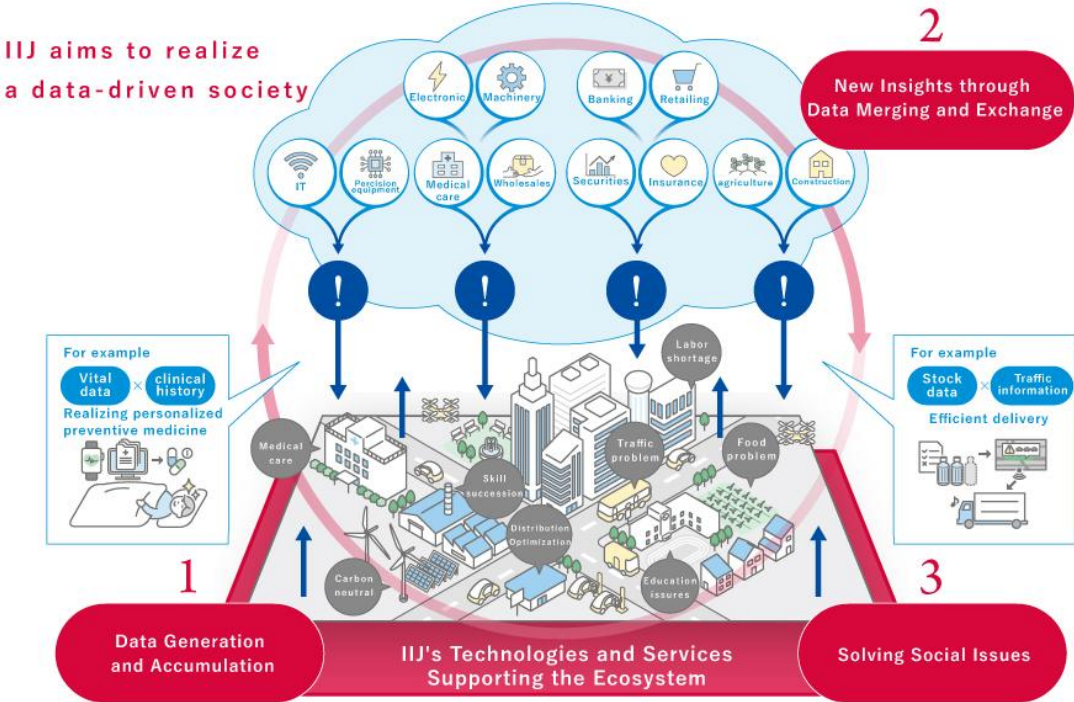 IIJ aims to realize
a data-driven society
2
New Insights through
Data Merging and Exchange
Electronic
Machinery
Banking
Retailing
IT
Percision
equipment
Medical
care
Wholesales
Securities
Insurance
agriculture
Construction
!
!
!
!
For example
Vital
data
×
clinical
history
Realizing personalized
preventive medicine
For example
Stock
data
×
Traffic
information
Efficient delivery
Labor
shortage
Medical
care
Traffic
problem
Food
problem
Skill
succession
Distribution
Optimization
Carbon
neutral
Education
issures
1
Data Generation
and Accumulation
IIJ's Technologies and Services
Supporting the Ecosystem
3
Solving Social Issues